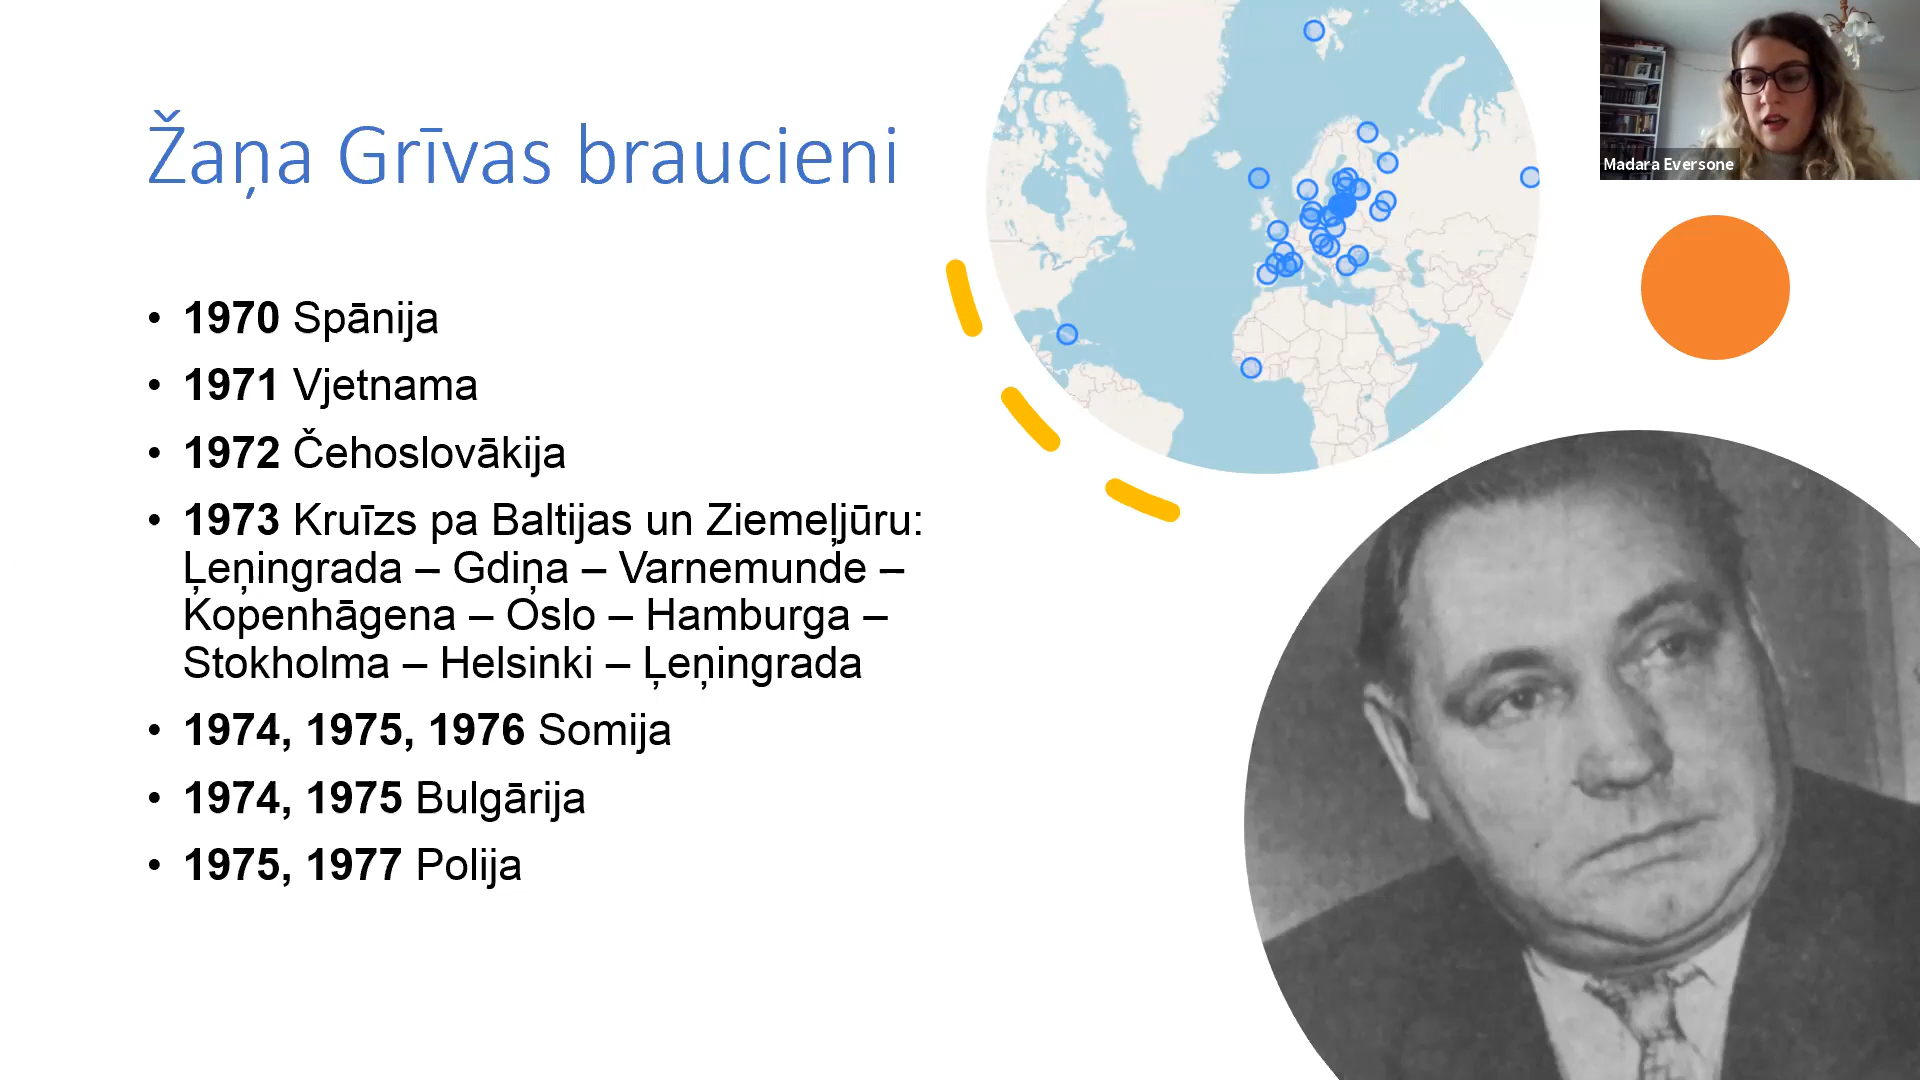 Žaņa Grīvas braucieni
• 1970 Spānija
• 1971 Vjetnama
• 1972 Čehoslovākija
• 1973 Kruīzs pa Baltijas un Ziemeļjūru:
Ļeņingrada – Gdiņa – Varnemunde –
Kopenhāgena – Oslo – Hamburga –
Stokholma – Helsinki – Ļeņingrada
• 1974, 1975, 1976 Somija
• 1974, 1975 Bulgārija
• 1975, 1977 Polija
Madara Eversone